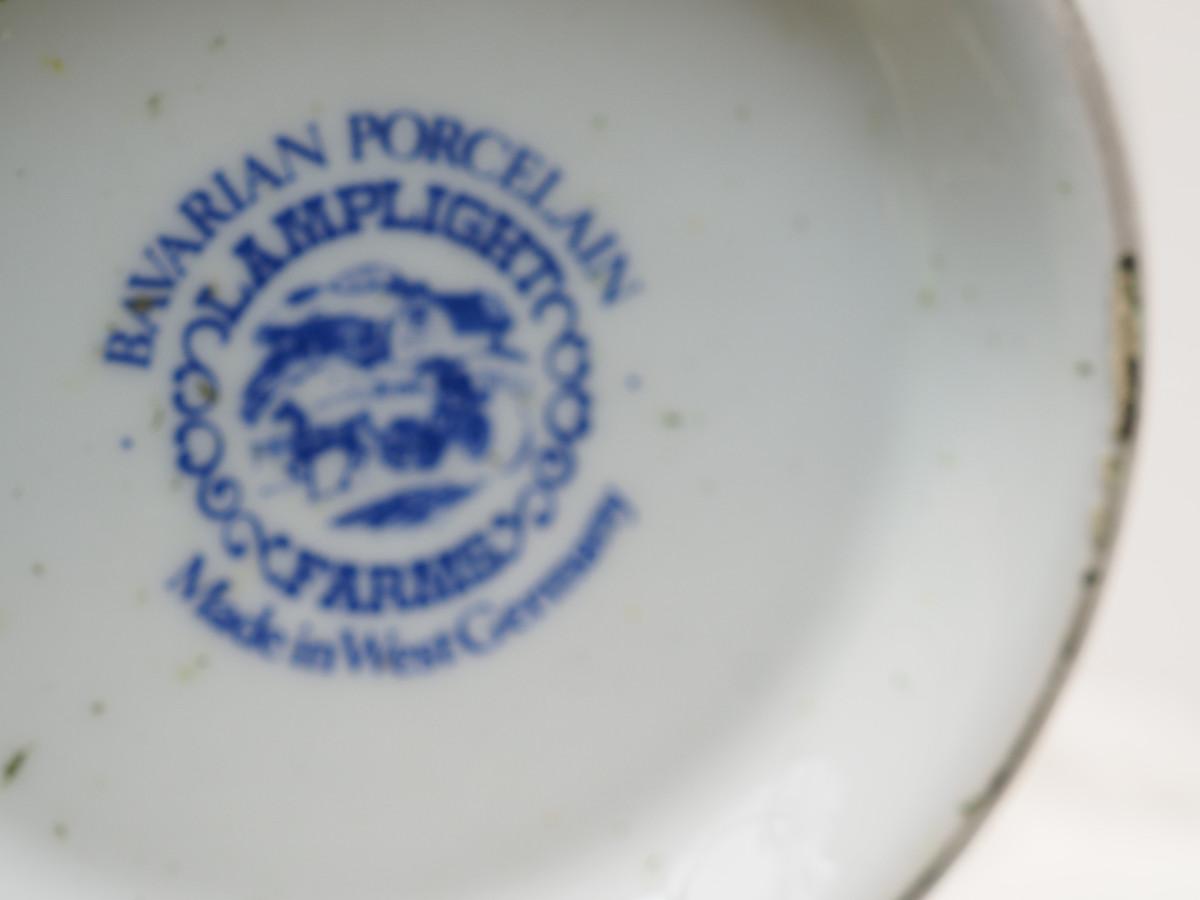 BAVARIAN PORCELAIN
LAMPLIGHT
FARMS
Made in West Germany